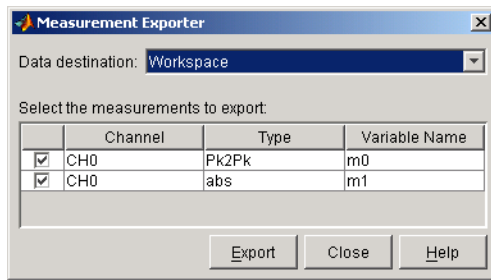 Measurement Exporter
Data destination: Workspace
Select the measurements to export:
Channel Type Variable Name
CH0 Pk2Pk m0
CH0 abs m1
Export Close Help